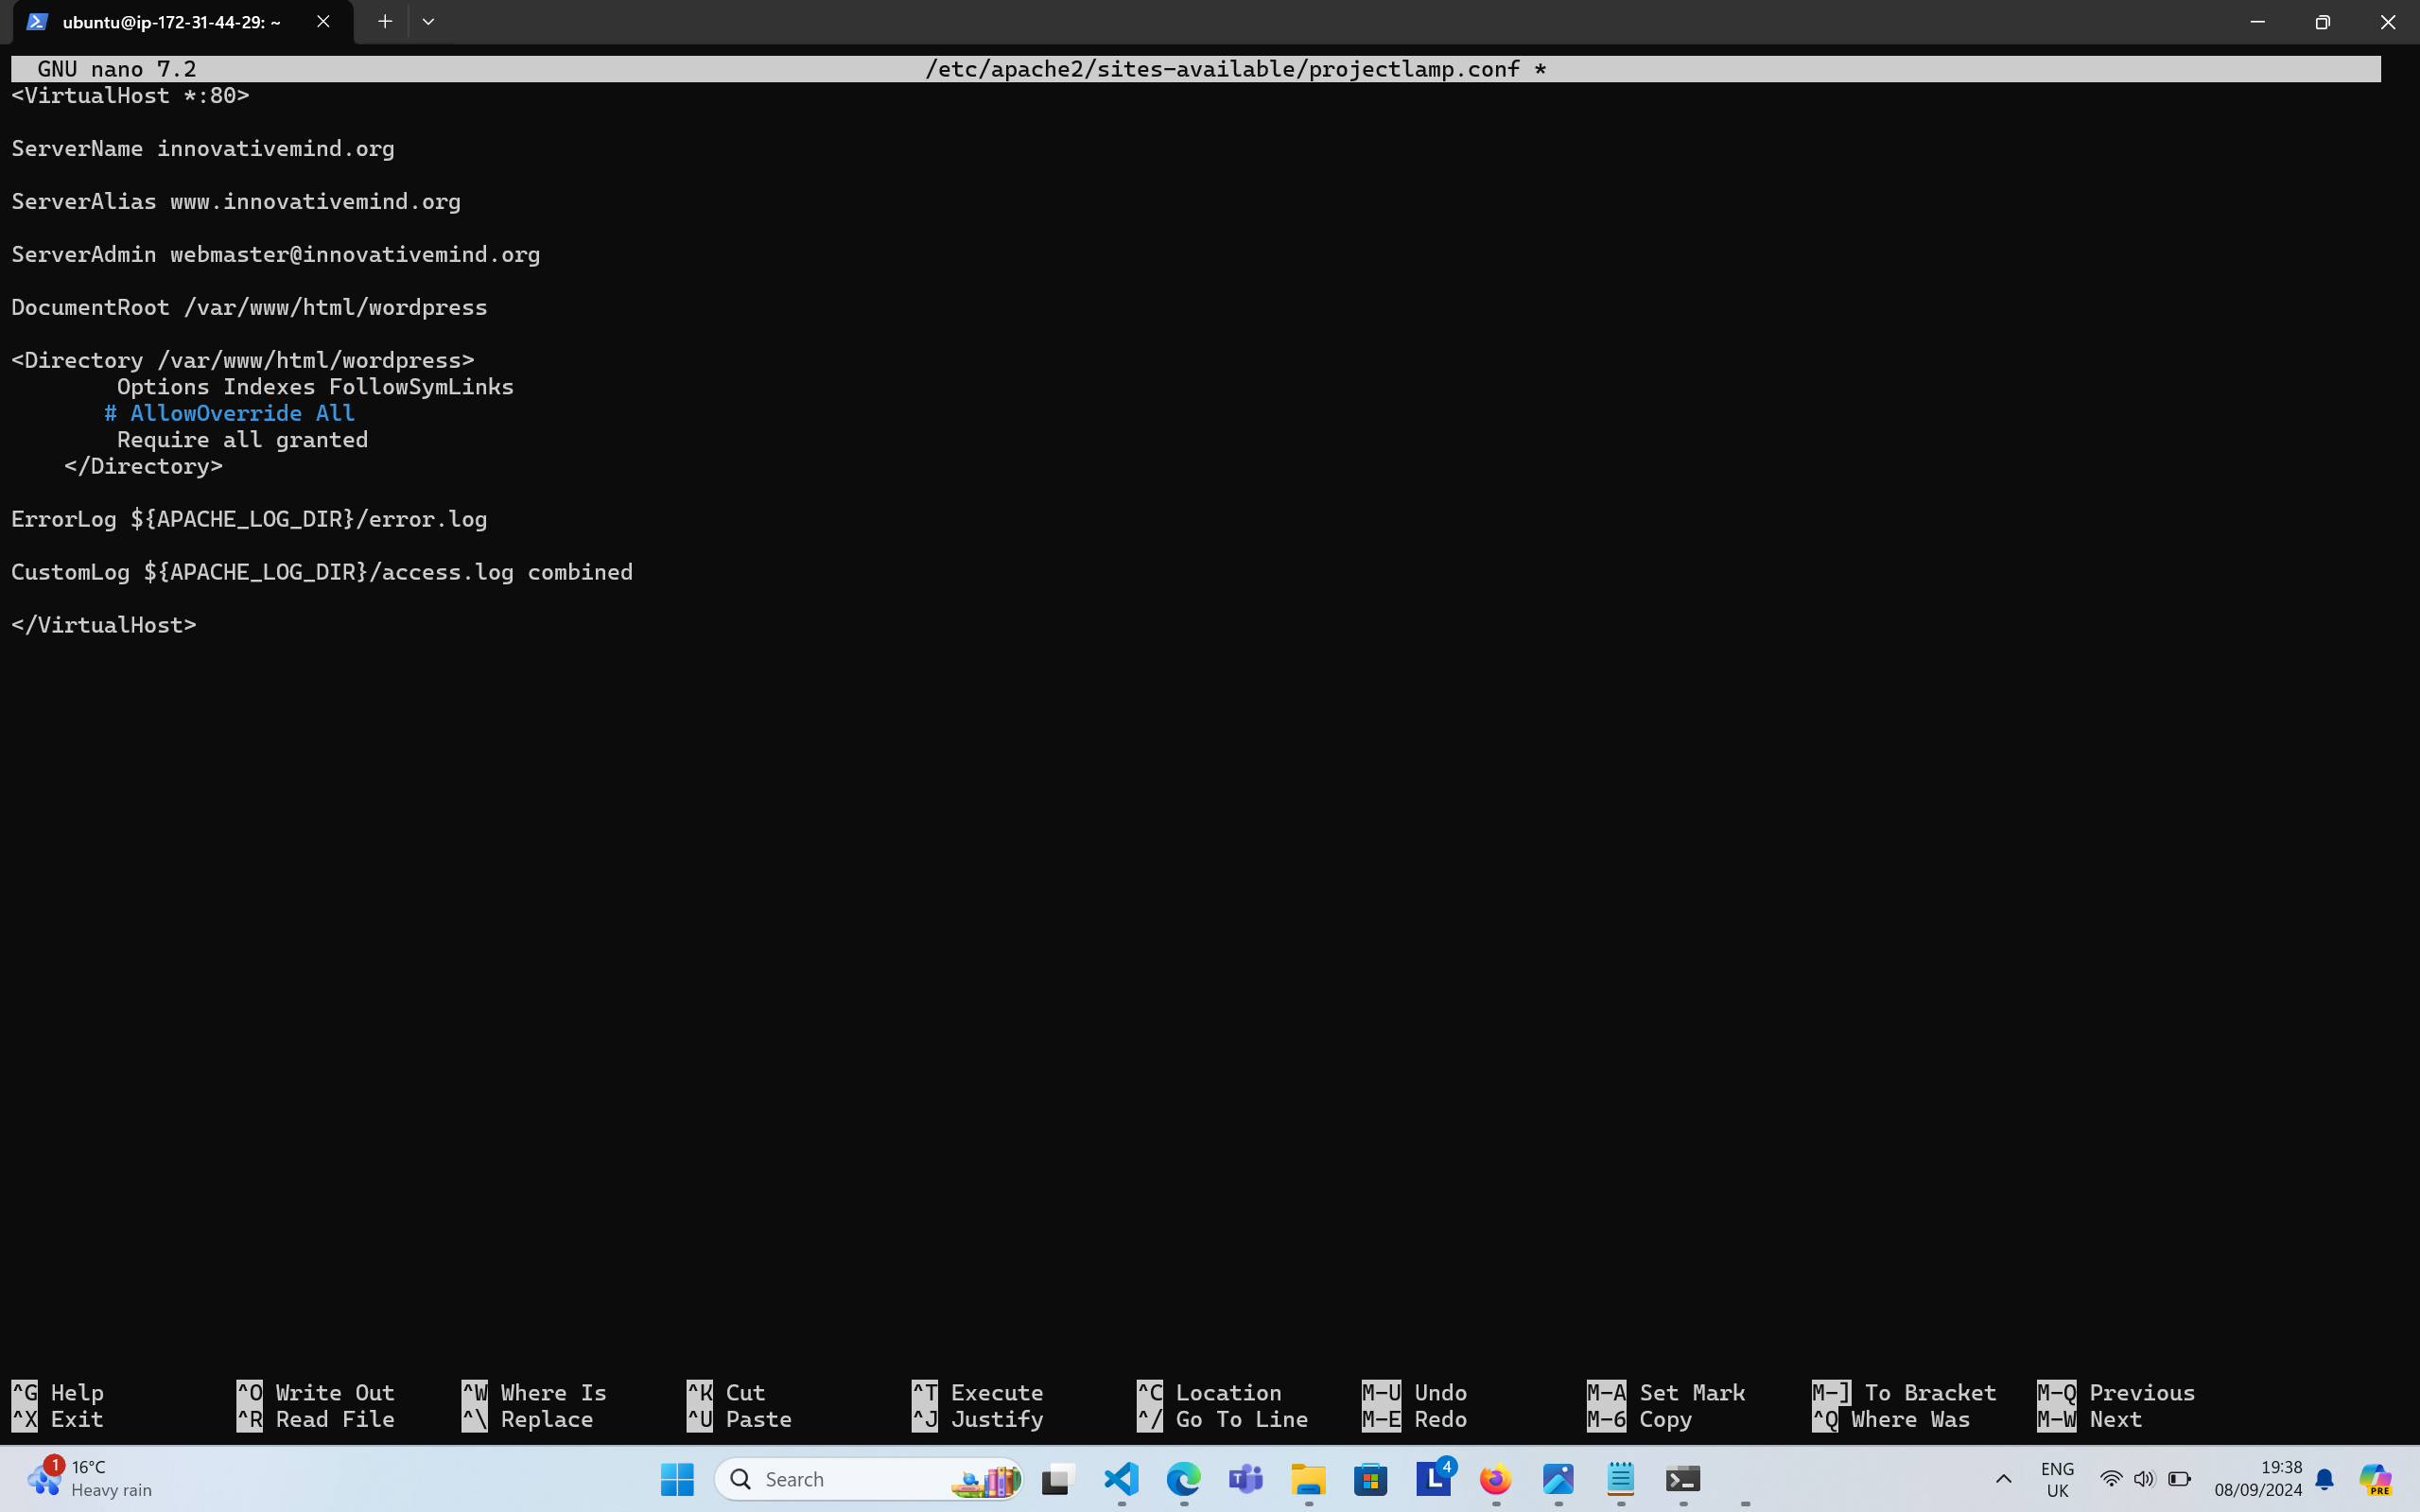 ubuntu@ip-172-31-44-29: ~
GNU nano 7.2 /etc/apache2/sites-available/projectlamp.conf *
<VirtualHost *:80>
ServerName innovativemind.org
ServerAlias www.innovativemind.org
ServerAdmin webmaster@innovativemind.org
DocumentRoot /var/www/html/wordpress
<Directory /var/www/html/wordpress>
Options Indexes FollowSymLinks
# AllowOverride All
Require all granted
</Directory>
ErrorLog ${APACHE_LOG_DIR}/error.log
CustomLog ${APACHE_LOG_DIR}/access.log combined
</VirtualHost>
^G Help ^O Write Out ^W Where Is ^K Cut ^T Execute ^C Location M-U Undo M-A Set Mark M-] To Bracket M-Q Previous
^X Exit ^R Read File ^\ Replace ^U Paste ^J Justify ^/ Go To Line M-E Redo M-6 Copy ^Q Where Was M-W Next
1 16°C
Heavy rain
Search
T
L 4
ENG
UK
19:38
08/09/2024
PRE